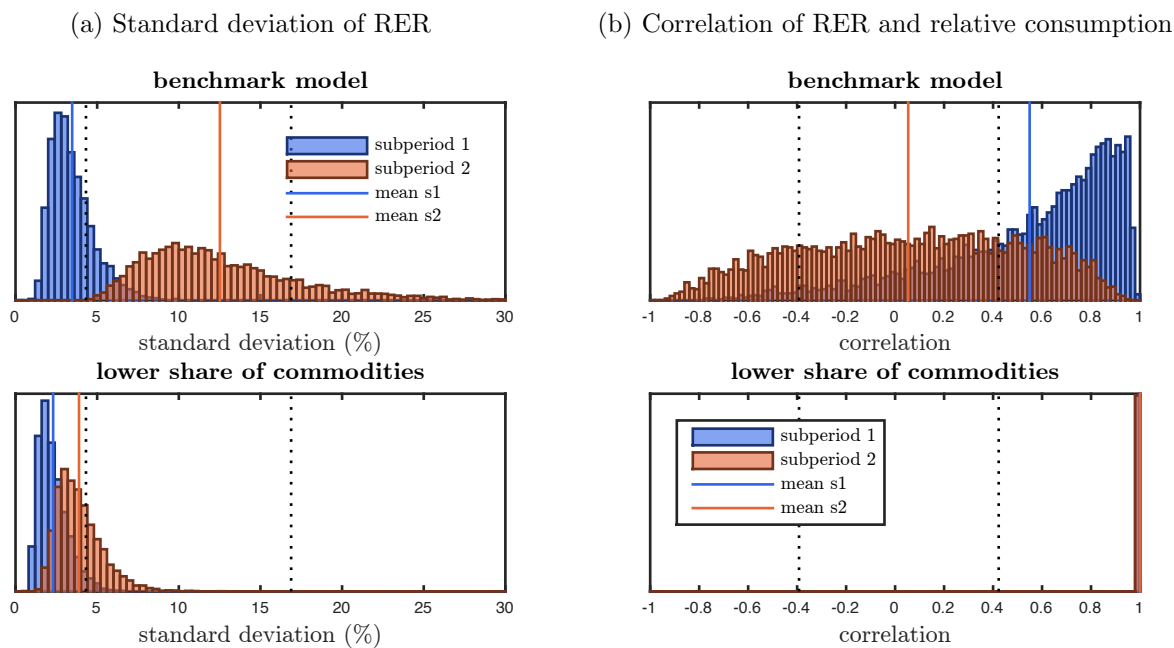 (a) Standard deviation of RER
benchmark model
subperiod 1
subperiod 2
mean s1
mean s2
0 5 10 15 20 25 30
standard deviation (%)
lower share of commodities
0 5 10 15 20 25 30
standard deviation (%)
(b) Correlation of RER and relative consumption
benchmark model
-1 -0.8 -0.6 -0.4 -0.2 0 0.2 0.4 0.6 0.8 1
correlation
lower share of commodities
subperiod 1
subperiod 2
mean s1
mean s2
-1 -0.8 -0.6 -0.4 -0.2 0 0.2 0.4 0.6 0.8 1
correlation